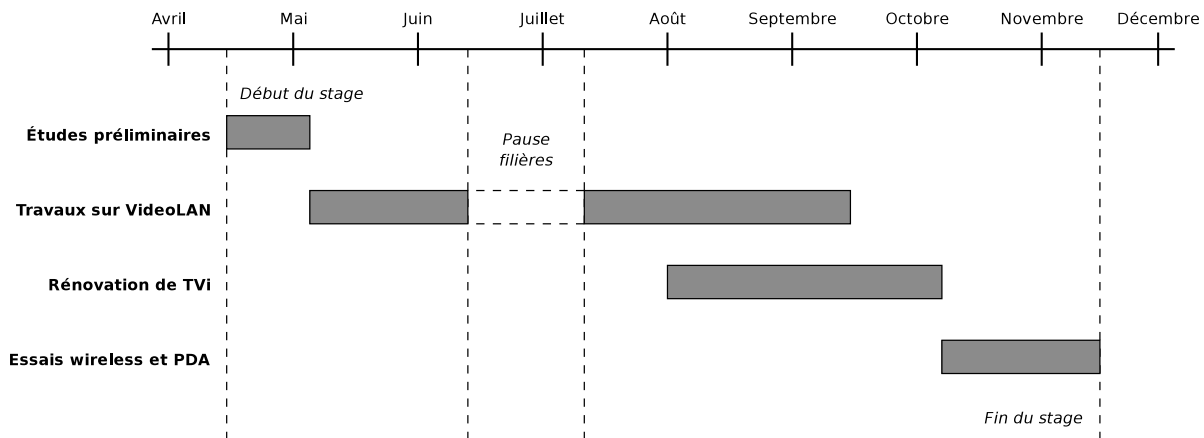 Avril Mai Juin Juillet Août Septembre Octobre Novembre Décembre
Début du stage
Études préliminaires
Pause
filières
Travaux sur VideoLAN
Rénovation de TVi
Essais wireless et PDA
Fin du stage